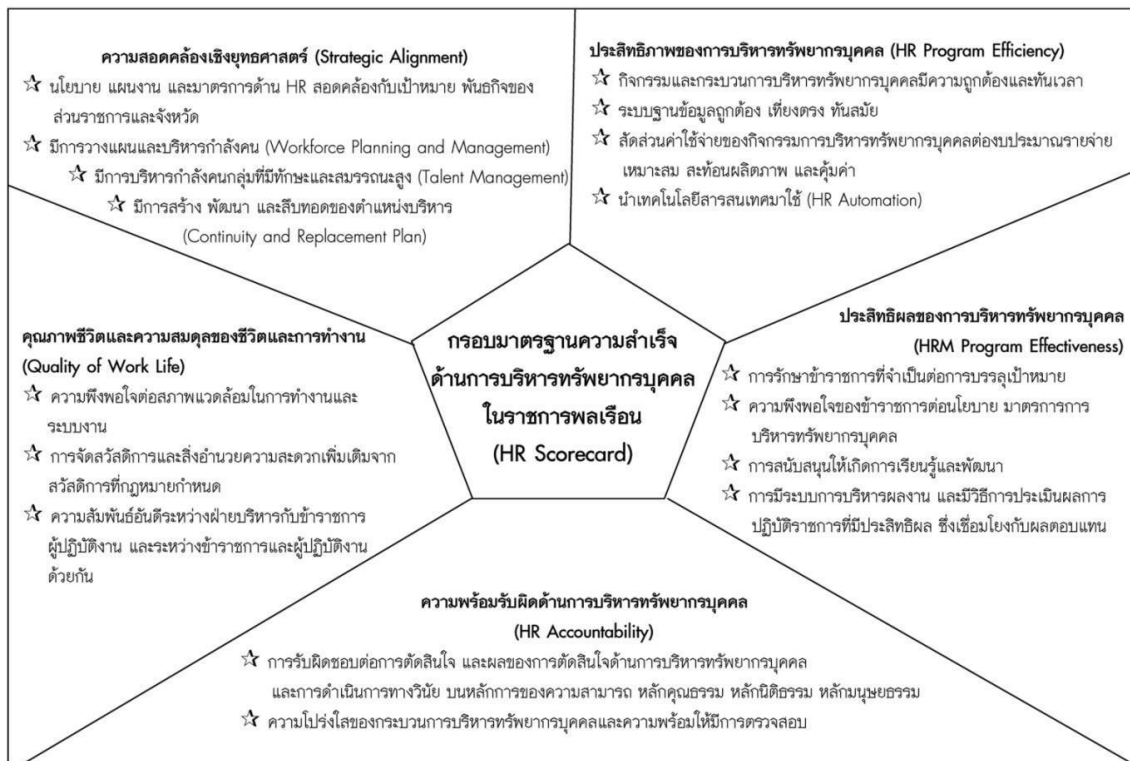 ความสอดคล้องเชิงยุทธศาสตร์ (Strategic Alignment)
☆ นโยบาย แผนงาน และมาตรการด้าน HR สอดคล้องกับเป้าหมาย พันธกิจของ
ส่วนราชการและจังหวัด
☆ มีการวางแผนและบริหารกำลังคน (Workforce Planning and Management)
☆ มีการบริหารกำลังคนกลุ่มที่มีทักษะและสมรรถนะสูง (Talent Management)
☆ มีการสร้าง พัฒนา และสืบทอดของตำแหน่งบริหาร
(Continuity and Replacement Plan)
ประสิทธิภาพของการบริหารทรัพยากรบุคคล (HR Program Efficiency)
☆ กิจกรรมและกระบวนการบริหารทรัพยากรบุคคลมีความถูกต้องและทันเวลา
☆ ระบบฐานข้อมูลถูกต้อง เที่ยงตรง ทันสมัย
☆ สัดส่วนค่าใช้จ่ายของกิจกรรมการบริหารทรัพยากรบุคคลต่องบประมาณรายจ่าย
เหมาะสม สะท้อนผลิตภาพ และคุ้มค่า
☆ นำเทคโนโลยีสารสนเทศมาใช้ (HR Automation)
คุณภาพชีวิตและความสมดุลของชีวิตและการทำงาน
(Quality of Work Life)
☆ ความพึงพอใจต่อสภาพแวดล้อมในการทำงานและ
ระบบงาน
☆ การจัดสวัสดิการและสิ่งอำนวยความสะดวกเพิ่มเติมจาก
สวัสดิการที่กฎหมายกำหนด
☆ ความสัมพันธ์อันดีระหว่างฝ่ายบริหารกับข้าราชการ
ผู้ปฏิบัติงาน และระหว่างข้าราชการและผู้ปฏิบัติงาน
ด้วยกัน
กรอบมาตรฐานความสำเร็จ
ด้านการบริหารทรัพยากรบุคคล
ในราชการพลเรือน
(HR Scorecard)
ประสิทธิผลของการบริหารทรัพยากรบุคคล
(HRM Program Effectiveness)
☆ การรักษาข้าราชการที่จำเป็นต่อการบรรลุเป้าหมาย
☆ ความพึงพอใจของข้าราชการต่อนโยบาย มาตรการการ
บริหารทรัพยากรบุคคล
☆ การสนับสนุนให้เกิดการเรียนรู้และพัฒนา
☆ การมีระบบการบริหารผลงาน และมีวิธีการประเมินผลการ
ปฏิบัติราชการที่มีประสิทธิผล ซึ่งเชื่อมโยงกับผลตอบแทน
ความพร้อมรับผิดด้านการบริหารทรัพยากรบุคคล
(HR Accountability)
☆ การรับผิดชอบต่อการตัดสินใจ และผลของการตัดสินใจด้านการบริหารทรัพยากรบุคคล
และการดำเนินการทางวินัย บนหลักการของความสามารถ หลักคุณธรรม หลักนิติธรรม หลักมนุษยธรรม
☆ ความโปร่งใสของกระบวนการบริหารทรัพยากรบุคคลและความพร้อมให้มีการตรวจสอบ